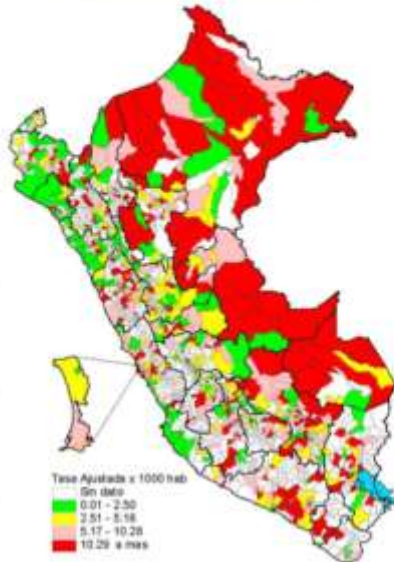 Tasa Ajustada x 1000 hab
Sin dato
0.01 - 2.50
2.51 - 5.16
5.17 - 10.28
10.29 a mas